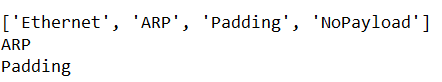 ['Ethernet', 'ARP', 'Padding', 'NoPayload']
ARP
Padding